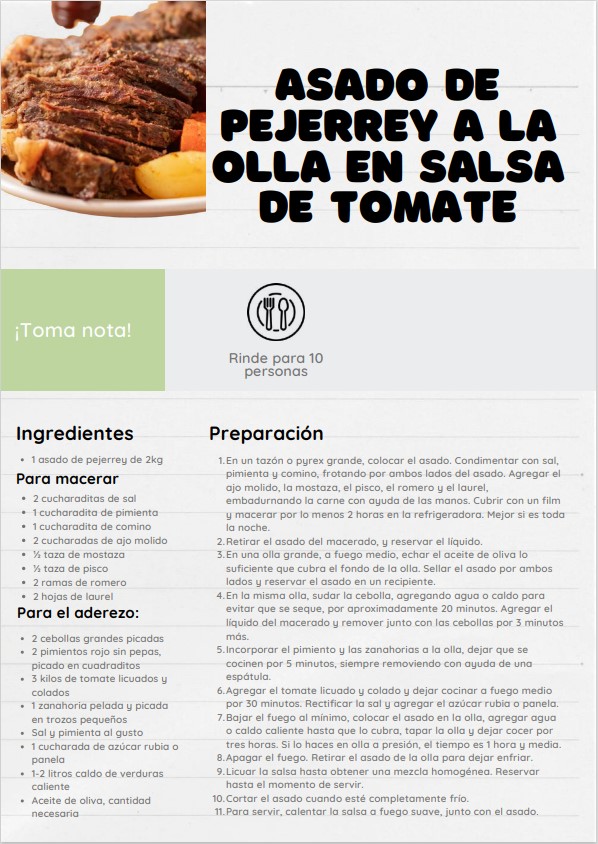 ASADO DE
PEJERREY A LA
OLLA EN SALSA
DE TOMATE
¡Toma nota!
Rinde para 10
personas
Ingredientes
• 1 asado de pejerrey de 2kg
Para macerar
• 2 cucharaditas de sal
• 1 cucharadita de pimienta
• 1 cucharadita de comino
• 2 cucharadas de ajo molido
• ½ taza de mostaza
• ½ taza de pisco
• 2 ramas de romero
• 2 hojas de laurel
Para el aderezo:
• 2 cebollas grandes picadas
• 2 pimientos rojo sin pepas,
picado en cuadraditos
• 3 kilos de tomate licuados y
colados
• 1 zanahoria pelada y picada
en trozos pequeños
• Sal y pimienta al gusto
• 1 cucharada de azúcar rubia o
panela
• 1-2 litros caldo de verduras
caliente
• Aceite de oliva, cantidad
necesaria
Preparación
1. En un tazón o pyrex grande, colocar el asado. Condimentar con sal,
pimienta y comino, frotando por ambos lados del asado. Agregar el
ajo molido, la mostaza, el pisco, el romero y el laurel,
embadurnando la carne con ayuda de las manos. Cubrir con un film
y macerar por lo menos 2 horas en la refrigeradora. Mejor si es toda
la noche.
2. Retirar el asado del macerado, y reservar el líquido.
3. En una olla grande, a fuego medio, echar el aceite de oliva lo
suficiente que cubra el fondo de la olla. Sellar el asado por ambos
lados y reservar el asado en un recipiente.
4. En la misma olla, sudar la cebolla, agregando agua o caldo para
evitar que se seque, por aproximadamente 20 minutos. Agregar el
líquido del macerado y remover junto con las cebollas por 3 minutos
más.
5. Incorporar el pimiento y las zanahorias a la olla, dejar que se
cocinen por 5 minutos, siempre removiendo con ayuda de una
espátula.
6. Agregar el tomate licuado y colado y dejar cocinar a fuego medio
por 30 minutos. Rectificar la sal y agregar el azúcar rubia o panela.
7. Bajar el fuego al mínimo, colocar el asado en la olla, agregar agua
o caldo caliente hasta que lo cubra, tapar la olla y dejar cocer por
tres horas. Si lo haces en olla a presión, el tiempo es 1 hora y media.
8. Apagar el fuego. Retirar el asado de la olla para dejar enfriar.
9. Licuar la salsa hasta obtener una mezcla homogénea. Reservar
hasta el momento de servir.
10. Cortar el asado cuando esté completamente frío.
11. Para servir, calentar la salsa a fuego suave, junto con el asado.